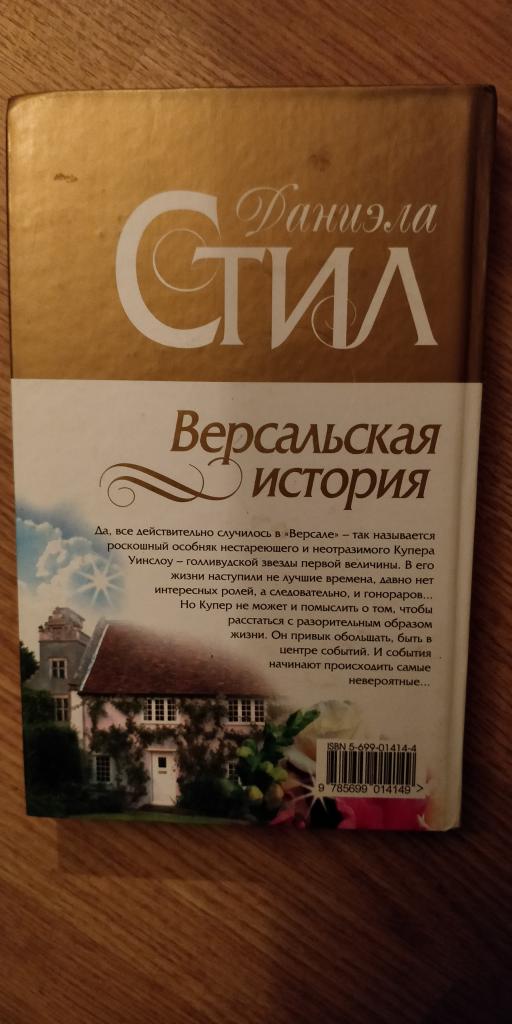 Даниэла
Стил
Версальская
история
Да, все действительно случилось в «Версале» – так называется
роскошный особняк нестареющего и неотразимого Купера
Уинслоу – голливудской звезды первой величины. В его
жизни наступили не лучшие времена, давно нет
интересных ролей, а следовательно, и гонораров...
Но Купер не может и помыслить о том, чтобы
расстаться с разорительным образом
жизни. Он привык обольщать, быть в
центре событий. И события
начинают происходить самые
невероятные...
ISBN 5-699-01414-4
9 785699 014149 >